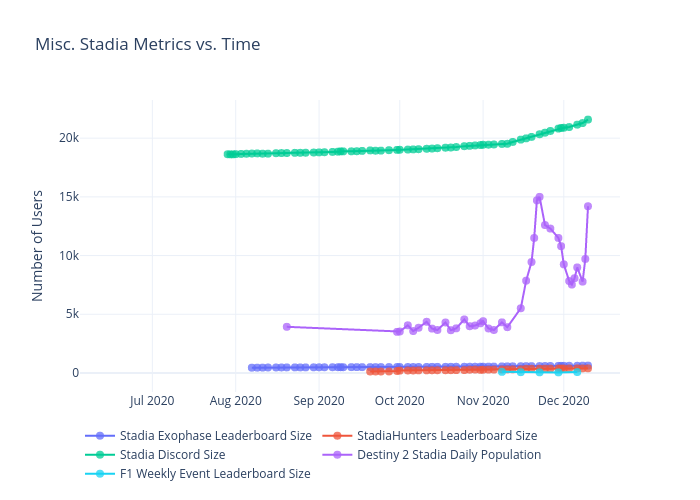 Misc. Stadia Metrics vs. Time
Number of Users
20k
15k
10k
5k
0
Jul 2020 Aug 2020 Sep 2020 Oct 2020 Nov 2020 Dec 2020
Stadia Exophase Leaderboard Size StadiaHunters Leaderboard Size
Stadia Discord Size Destiny 2 Stadia Daily Population
F1 Weekly Event Leaderboard Size